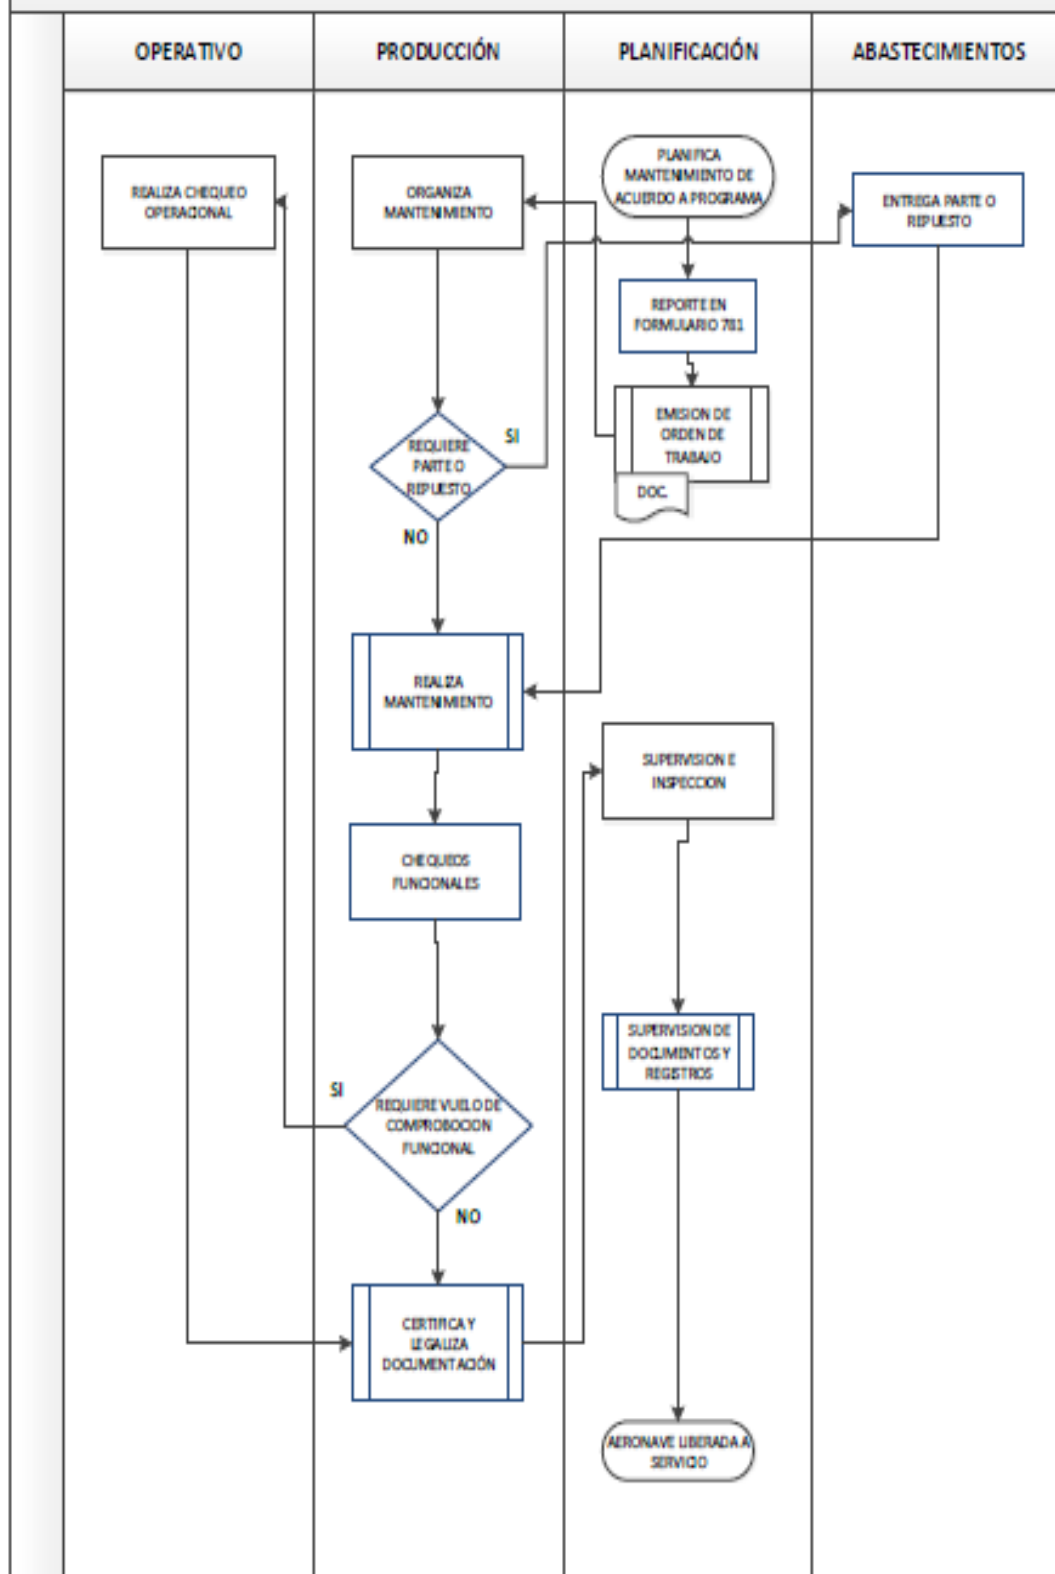 OPERATIVO
PRODUCCIÓN
PLANIFICACIÓN
ABASTECIMIENTOS
PLANIFICA
MANTENIMIENTO DE
ACUERDO A PROGRAMA
REALIZA CHEQUEO
OPERACIONAL
ORGANIZA
MANTENIMIENTO
ENTREGA PARTE O
REPUESTO
REPORTE EN
FORMULARIO 781
EMISION DE
ORDEN DE
TRABAJO
DOC.
REQUIERE
PARTE O
REPUESTO
SI
NO
REALIZA
MANTENIMIENTO
SUPERVISION E
INSPECCION
CHEQUEOS
FUNCIONALES
SUPERVISION DE
DOCUMENTOS Y
REGISTROS
SI
REQUIERE VUELO DE
COMPROBOCION
FUNCIONAL
NO
CERTIFICA Y
LEGALIZA
DOCUMENTACIÓN
AERONAVE LIBERADA A
SERVICIO